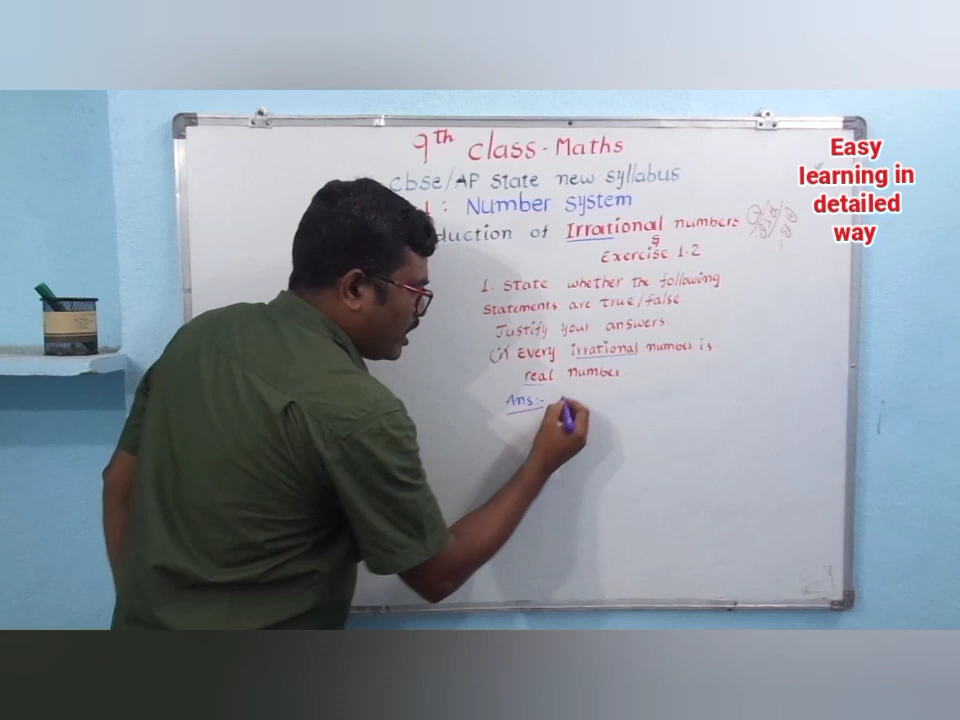 9th class - Maths
cbse/AP state new syllabus
1: Number system
duction of Irrational numbers
&
Exercise 1.2
1. State whether the following
Statements are true/false
Justify your answers.
(i) Every irrational number is
real number
Ans:-
Easy
learning in
detailed
way